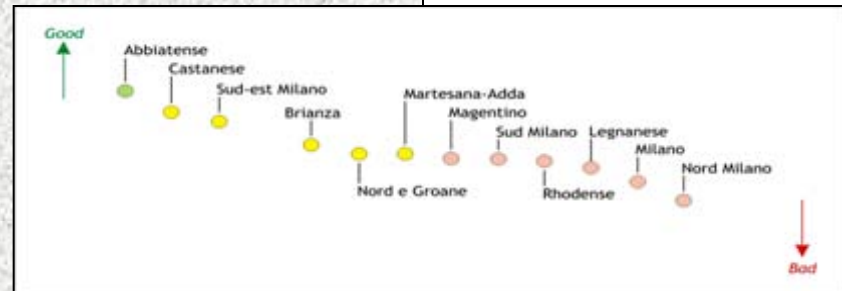 Good
Abbiatense
Castanese
Sud-est Milano
Brianza
Nord e Groane
Martesana-Adda
Magentino
Sud Milano
Rhodense
Legnanese
Milano
Nord Milano
Bad